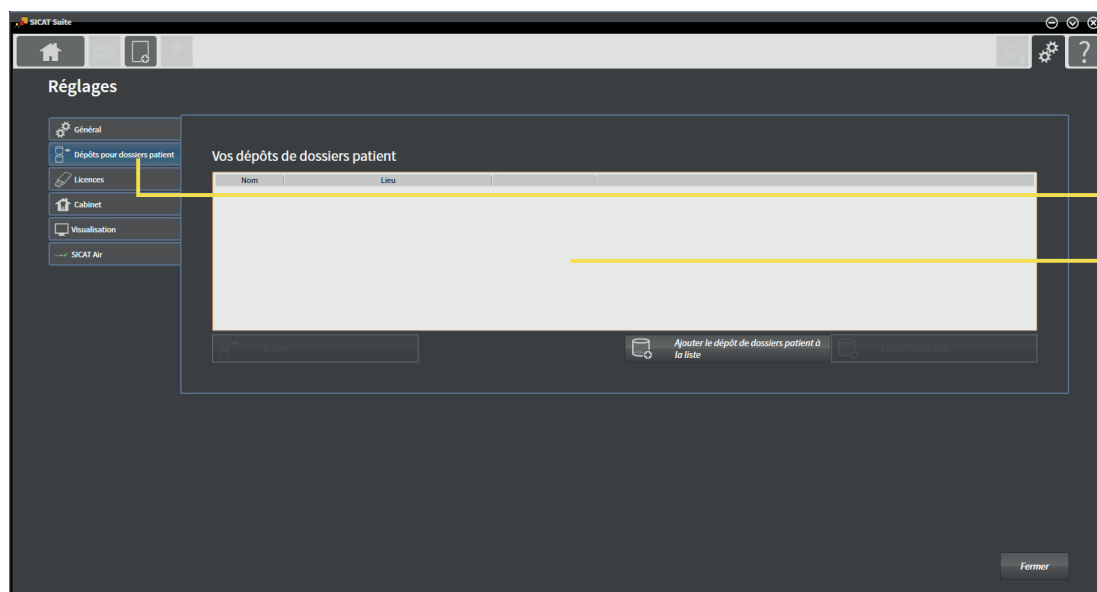 SICAT Suite
?
Réglages
Général
Dépôts pour dossiers patient
Vos dépôts de dossiers patient
Licences
Nom Lieu
Cabinet
Visualisation
SICAT Air
Ajouter le dépôt de dossiers patient à
la liste
Fermer